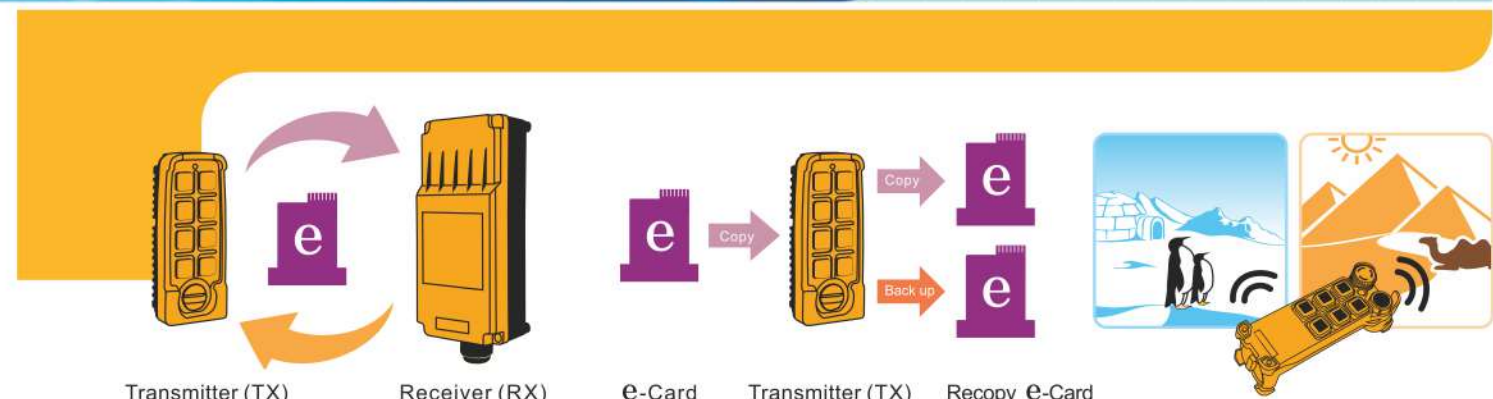 e
e
Copy
Copy
e
Back up
e
Transmitter (TX)
Receiver (RX)
e-Card
Transmitter (TX)
Recopy e-Card